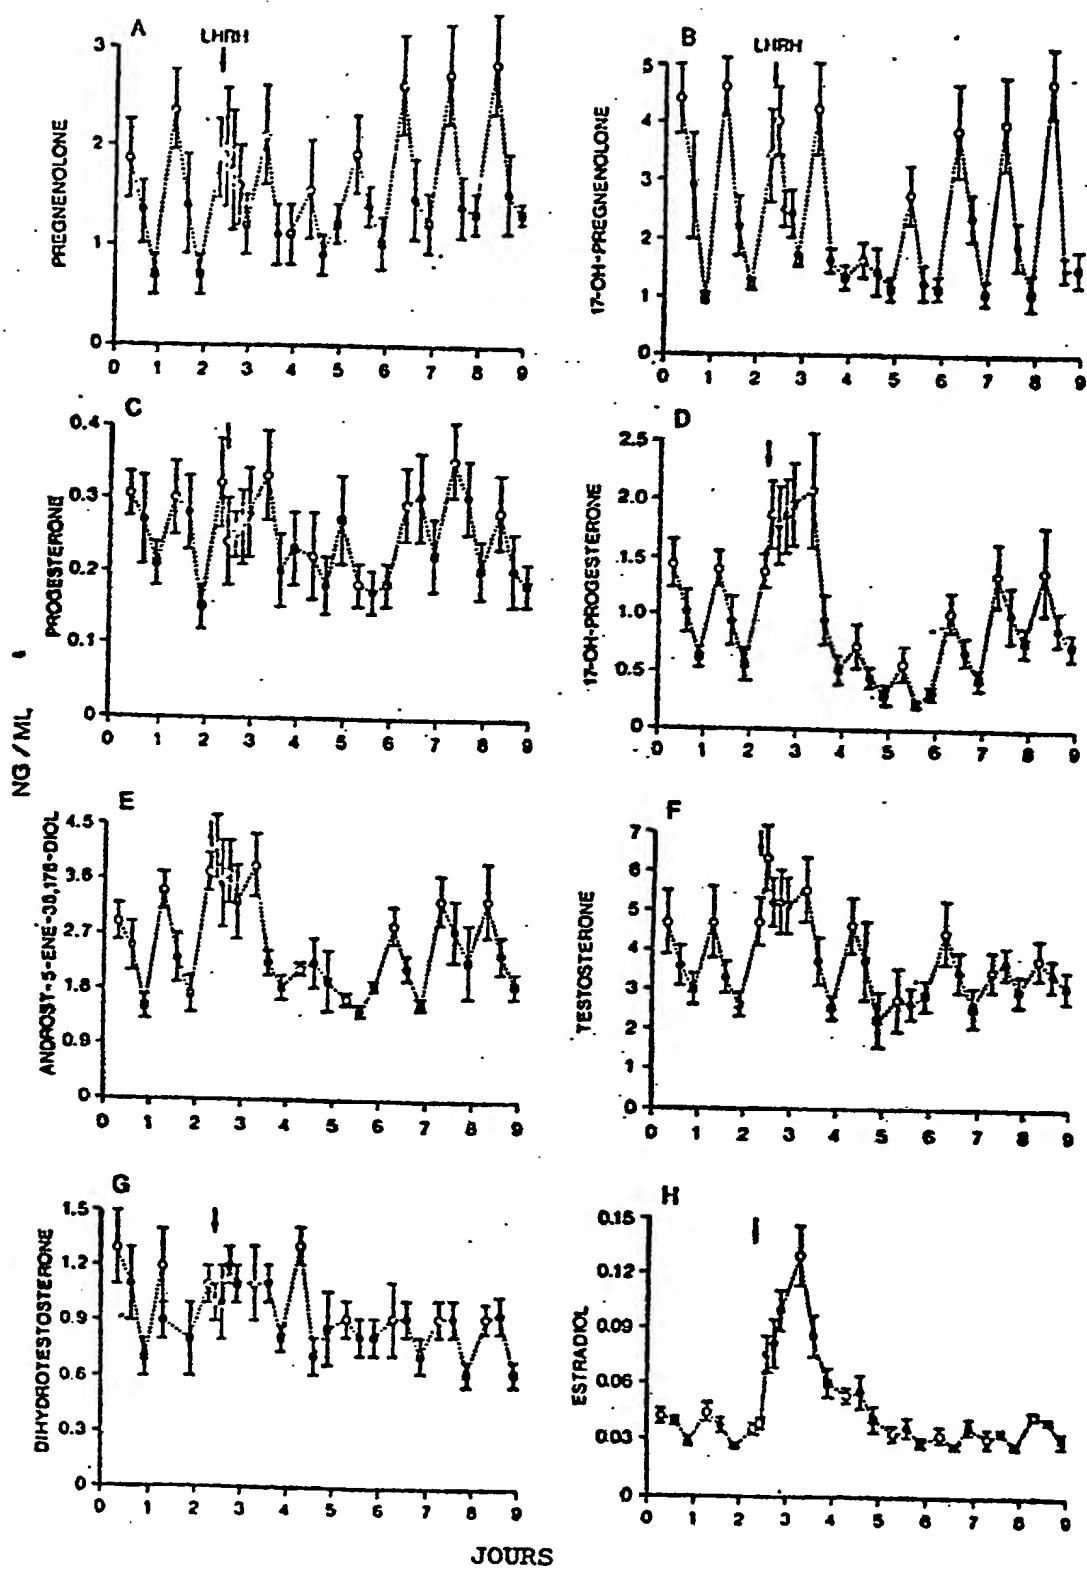 A
LHRH
PREGNENOLONE
3
2
1
0
0 1 2 3 4 5 6 7 8 9
B
LHRH
17-OH-PREGNENOLONE
5
4
3
2
1
0
0 1 2 3 4 5 6 7 8 9
C
PROGESTERONE
0.4
0.3
0.2
0.1
0
0 1 2 3 4 5 6 7 8 9
D
17-OH-PROGESTERONE
2.5
2.0
1.5
1.0
0.5
0
0 1 2 3 4 5 6 7 8 9
NG/ML
E
ANDROST-5-ENE-3β,17β-DIOL
4.5
3.6
2.7
1.8
0.9
0
0 1 2 3 4 5 6 7 8 9
F
TESTOSTERONE
7
6
5
4
3
2
1
0
0 1 2 3 4 5 6 7 8 9
G
DIHYDROTESTOSTERONE
1.5
1.2
0.9
0.6
0.3
0
0 1 2 3 4 5 6 7 8 9
H
ESTRADIOL
0.15
0.12
0.09
0.06
0.03
0
0 1 2 3 4 5 6 7 8 9
JOURS